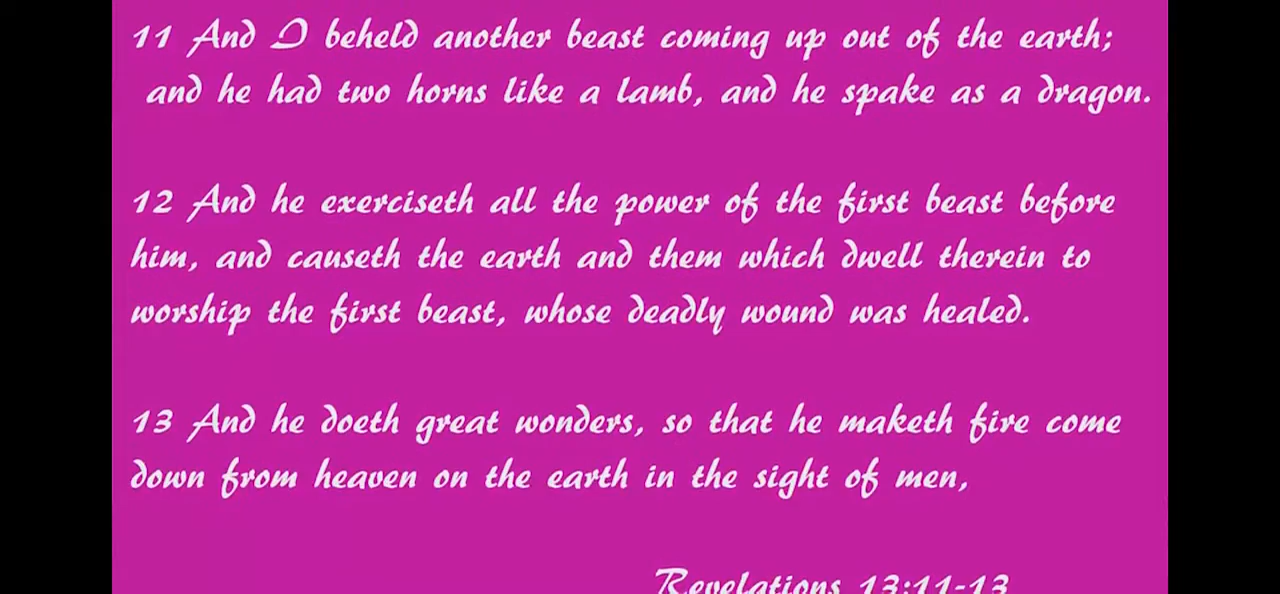 11 And I beheld another beast coming up out of the earth;
and he had two horns like a lamb, and he spake as a dragon.
12 And he exerciseth all the power of the first beast before
him, and causeth the earth and them which dwell therein to
worship the first beast, whose deadly wound was healed.
13 And he doeth great wonders, so that he maketh fire come
down from heaven on the earth in the sight of men,
Revelations 13:11-13